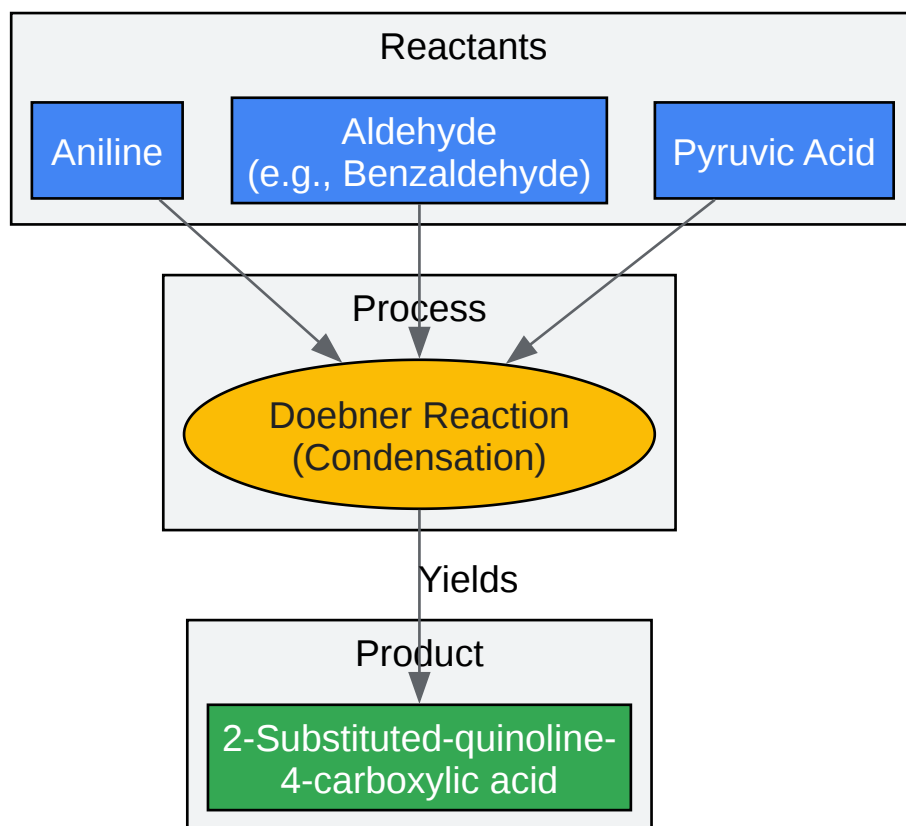 Reactants
Aniline
Aldehyde
(e.g., Benzaldehyde)
Pyruvic Acid
Process
Doebner Reaction
(Condensation)
Yields
Product
2-Substituted-quinoline-
4-carboxylic acid